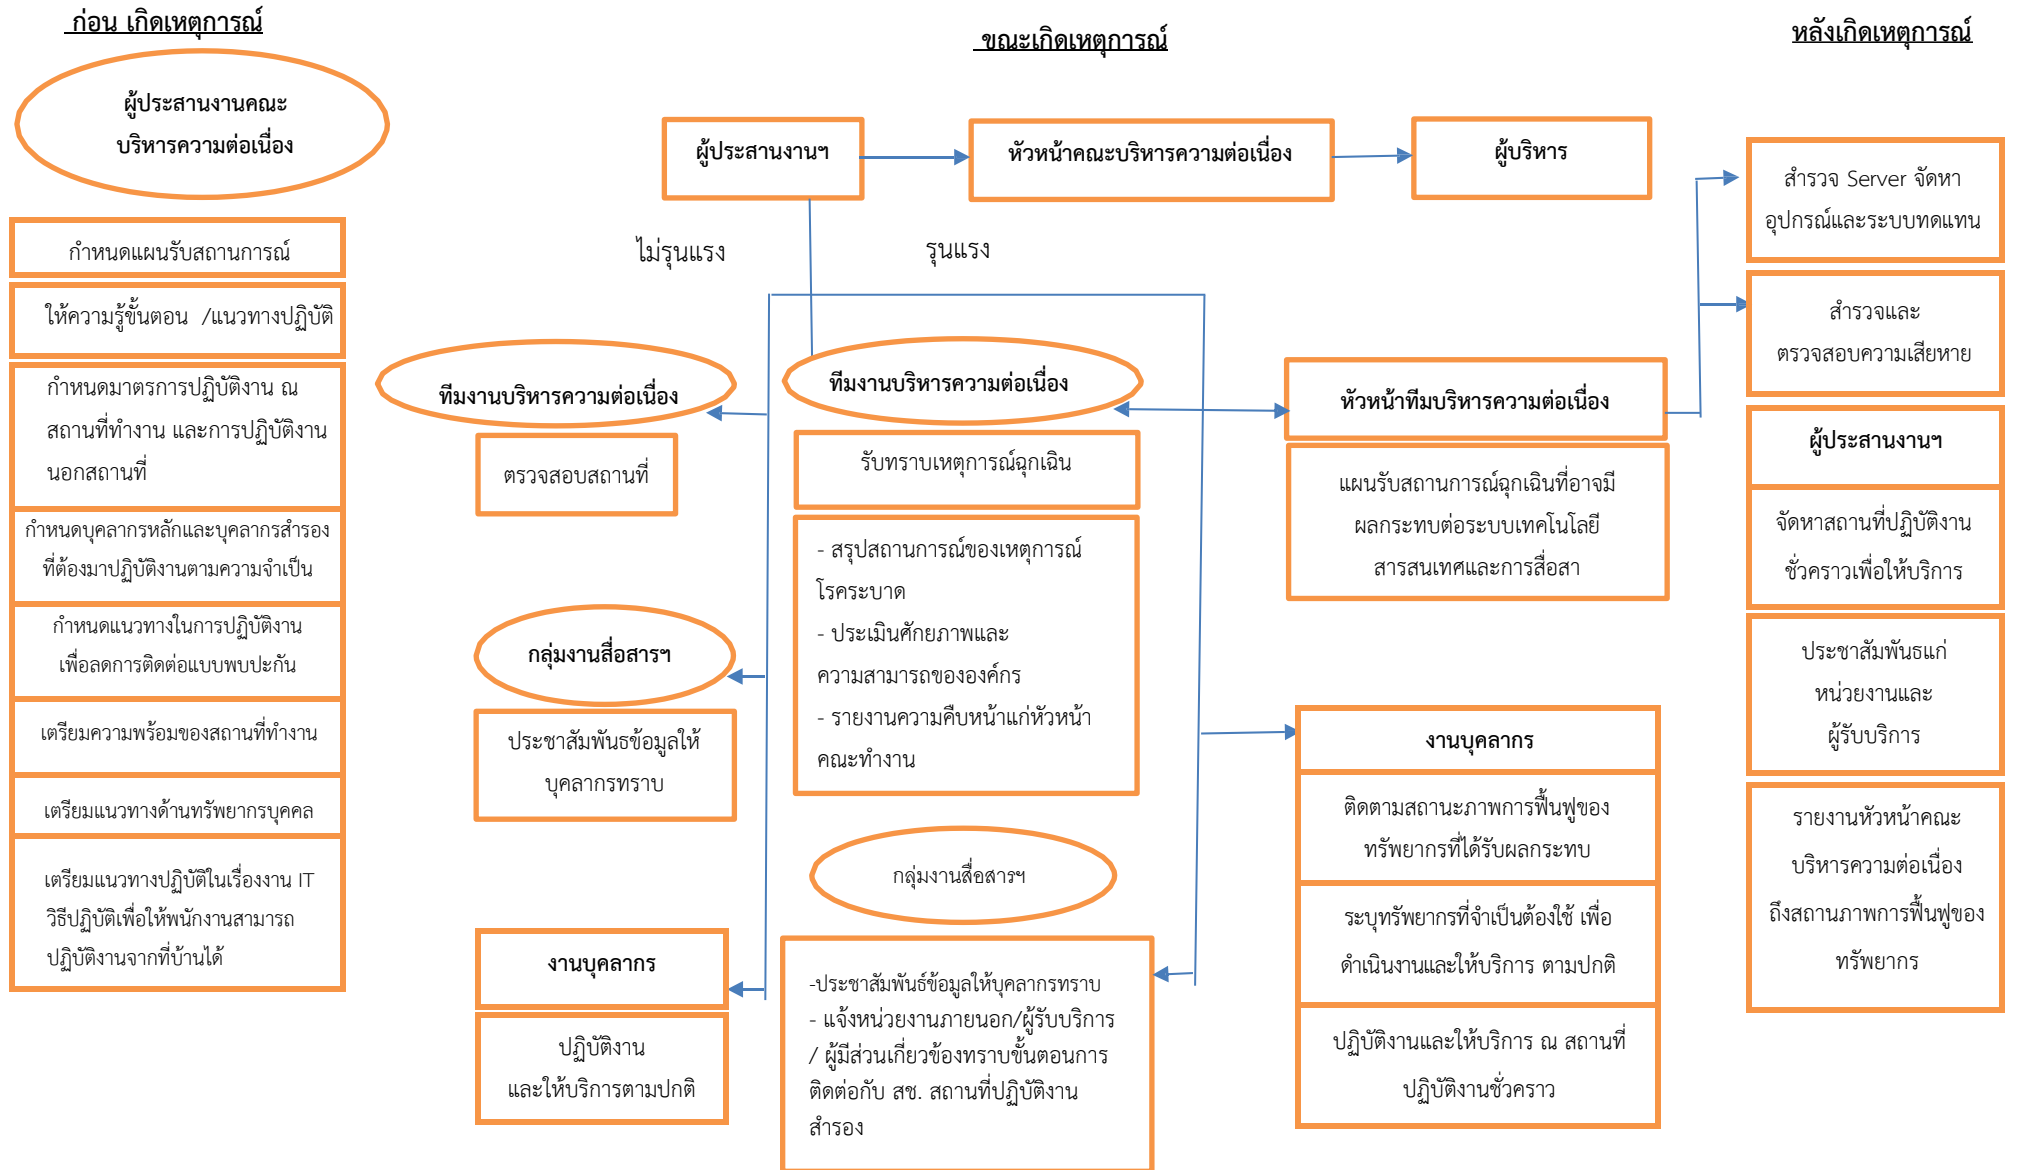 ก่อน เกิดเหตุการณ์
ผู้ประสานงานคณะ
บริหารความต่อเนื่อง
กำหนดแผนรับสถานการณ์
ให้ความรู้ขั้นตอน /แนวทางปฏิบัติ
กำหนดมาตรการปฏิบัติงาน ณ
สถานที่ทำงาน และการปฏิบัติงาน
นอกสถานที่
กำหนดบุคลากรหลักและบุคลากรสำรอง
ที่ต้องมาปฏิบัติงานตามความจำเป็น
กำหนดแนวทางในการปฏิบัติงาน
เพื่อลดการติดต่อแบบพบปะกัน
เตรียมความพร้อมของสถานที่ทำงาน
เตรียมแนวทางด้านทรัพยากรบุคคล
เตรียมแนวทางปฏิบัติในเรื่องงาน IT
วิธีปฏิบัติเพื่อให้พนักงานสามารถ
ปฏิบัติงานจากที่บ้านได้
ขณะเกิดเหตุการณ์
ผู้ประสานงานฯ
หัวหน้าคณะบริหารความต่อเนื่อง
ผู้บริหาร
ไม่รุนแรง
รุนแรง
ทีมงานบริหารความต่อเนื่อง
ตรวจสอบสถานที่
กลุ่มงานสื่อสารฯ
ประชาสัมพันธข้อมูลให้
บุคลากรทราบ
งานบุคลากร
ปฏิบัติงาน
และให้บริการตามปกติ
ทีมงานบริหารความต่อเนื่อง
รับทราบเหตุการณ์ฉุกเฉิน
- สรุปสถานการณ์ของเหตุการณ์
โรคระบาด
- ประเมินศักยภาพและ
ความสามารถขององค์กร
- รายงานความคืบหน้าแก่หัวหน้า
คณะทำงาน
กลุ่มงานสื่อสารฯ
-ประชาสัมพันธ์ข้อมูลให้บุคลากรทราบ
- แจ้งหน่วยงานภายนอก/ผู้รับบริการ
/ ผู้มีส่วนเกี่ยวข้องทราบขั้นตอนการ
ติดต่อกับ สช. สถานที่ปฏิบัติงาน
สำรอง
หัวหน้าทีมบริหารความต่อเนื่อง
แผนรับสถานการณ์ฉุกเฉินที่อาจมี
ผลกระทบต่อระบบเทคโนโลยี
สารสนเทศและการสื่อสา
งานบุคลากร
ติดตามสถานะภาพการฟื้นฟูของ
ทรัพยากรที่ได้รับผลกระทบ
ระบุทรัพยากรที่จำเป็นต้องใช้ เพื่อ
ดำเนินงานและให้บริการ ตามปกติ
ปฏิบัติงานและให้บริการ ณ สถานที่
ปฏิบัติงานชั่วคราว
หลังเกิดเหตุการณ์
สำรวจ Server จัดหา
อุปกรณ์และระบบทดแทน
สำรวจและ
ตรวจสอบความเสียหาย
ผู้ประสานงานฯ
จัดหาสถานที่ปฏิบัติงาน
ชั่วคราวเพื่อให้บริการ
ประชาสัมพันธแก่
หน่วยงานและ
ผู้รับบริการ
รายงานหัวหน้าคณะ
บริหารความต่อเนื่อง
ถึงสถานภาพการฟื้นฟูของ
ทรัพยากร